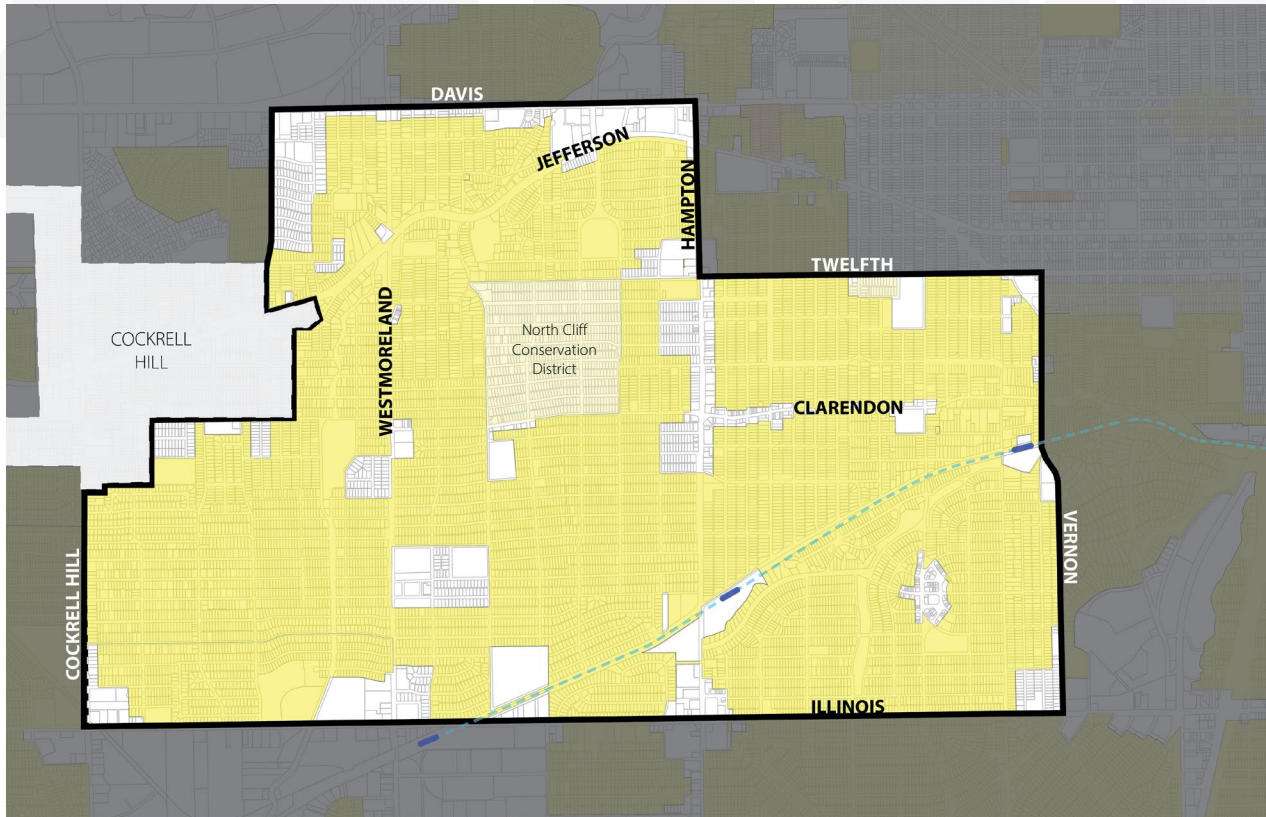 DAVIS
JEFFERSON
HAMPTON
TWELFTH
COCKRELL
HILL
WESTMORELAND
North Cliff
Conservation
District
CLARENDON
VERNON
COCKRELL HILL
ILLINOIS